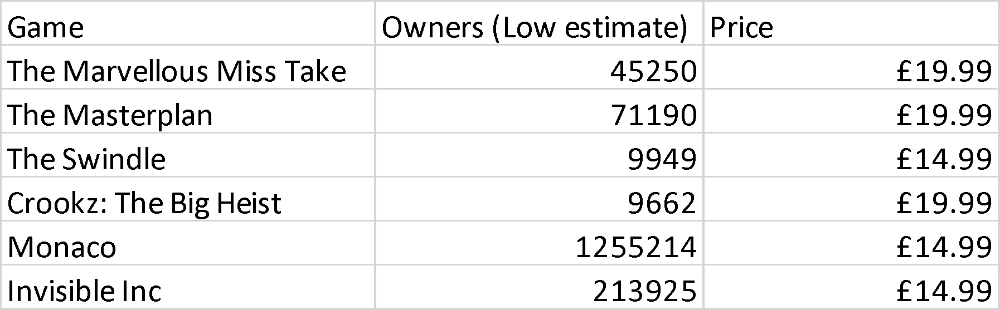 Game Owners (Low estimate) Price
The Marvellous Miss Take 45250 £19.99
The Masterplan 71190 £19.99
The Swindle 9949 £14.99
Crookz: The Big Heist 9662 £19.99
Monaco 1255214 £14.99
Invisible Inc 213925 £14.99